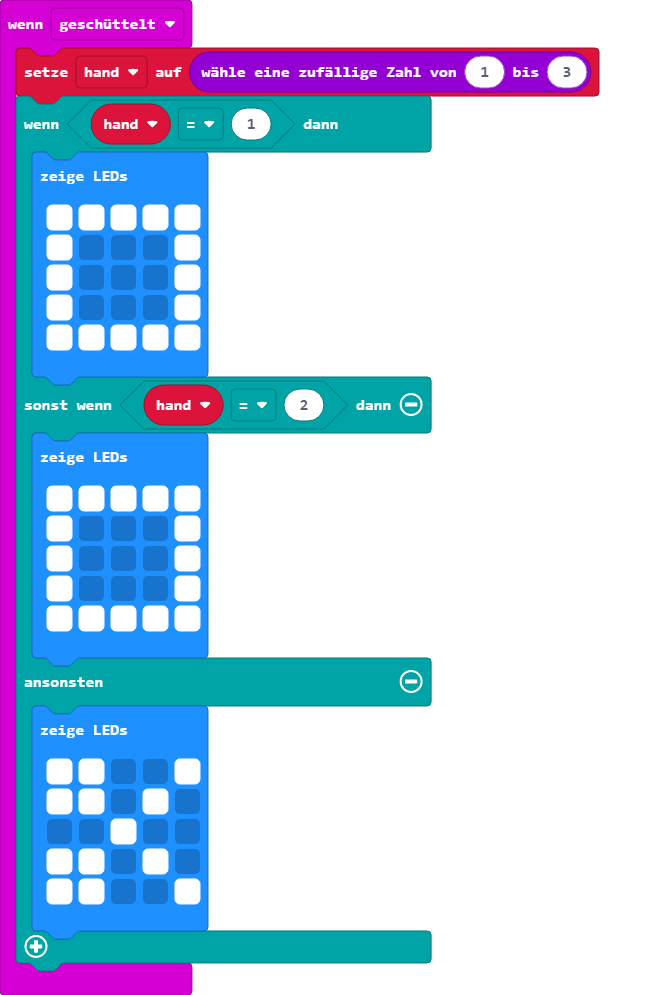 wenn geschüttelt
setze hand auf wähle eine zufällige Zahl von 1 bis 3
wenn hand = 1 dann
zeige LEDs
sonst wenn hand = 2 dann
zeige LEDs
ansonsten
zeige LEDs